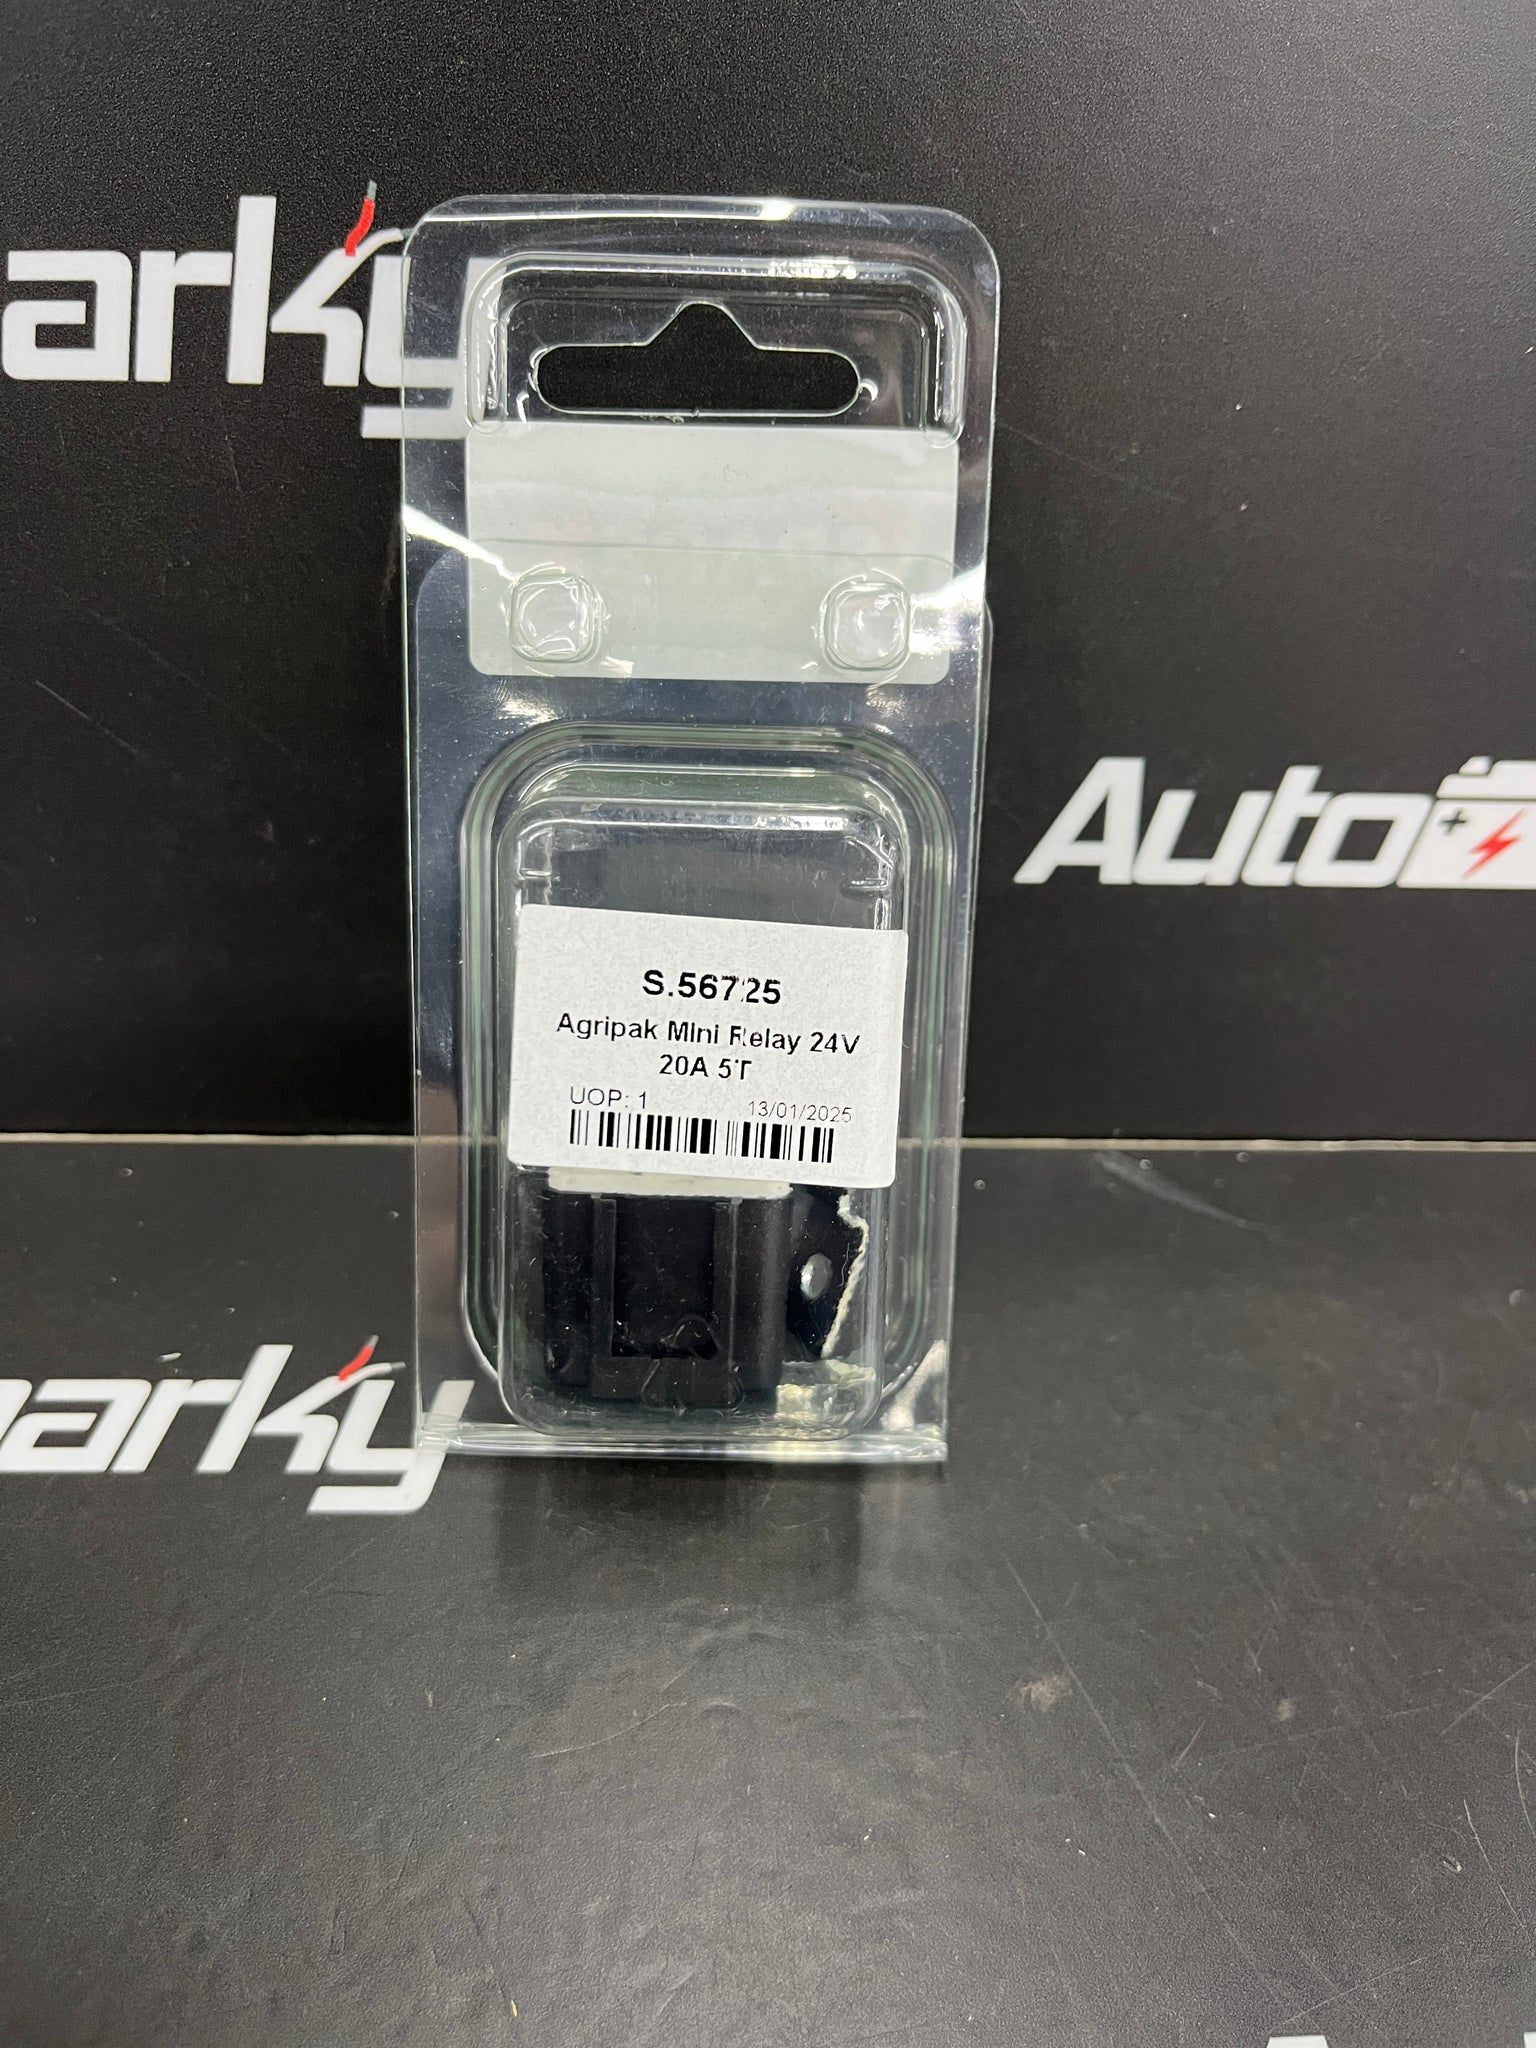 arky
Auto
S.56725
Agripak Mini Relay 24V
20A 5T
UOP: 1 13/01/2025
arky